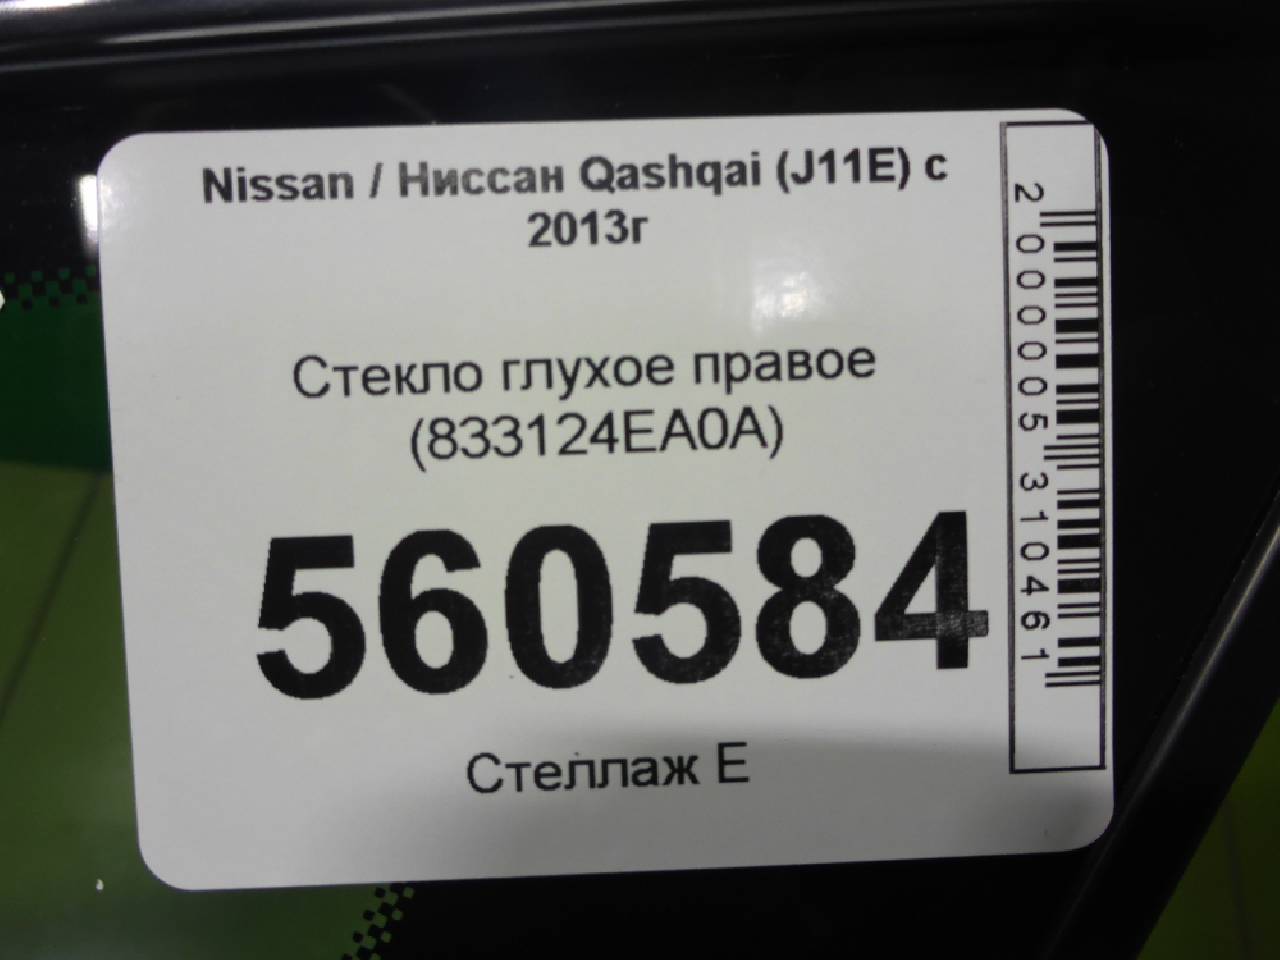 Nissan / Ниссан Qashqai (J11E) с
2013г
Стекло глухое правое
(833124EA0A)
560584
Стеллаж Е
2000005310461